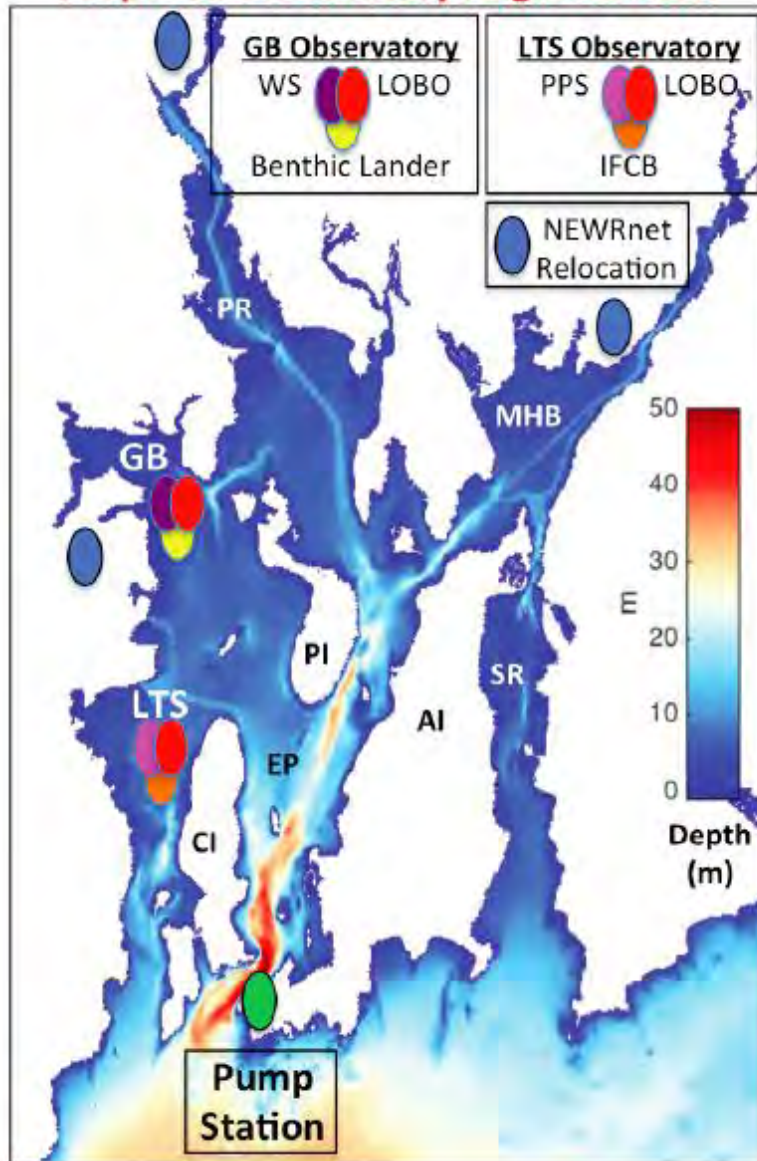 GB Observatory
WS LOBO
Benthic Lander
LTS Observatory
PPS LOBO
IFCB
NEWRnet
Relocation
PR
MHB
GB
50
40
30
20
10
0
m
Depth
(m)
PI
SR
AI
LTS
EP
CI
Pump
Station